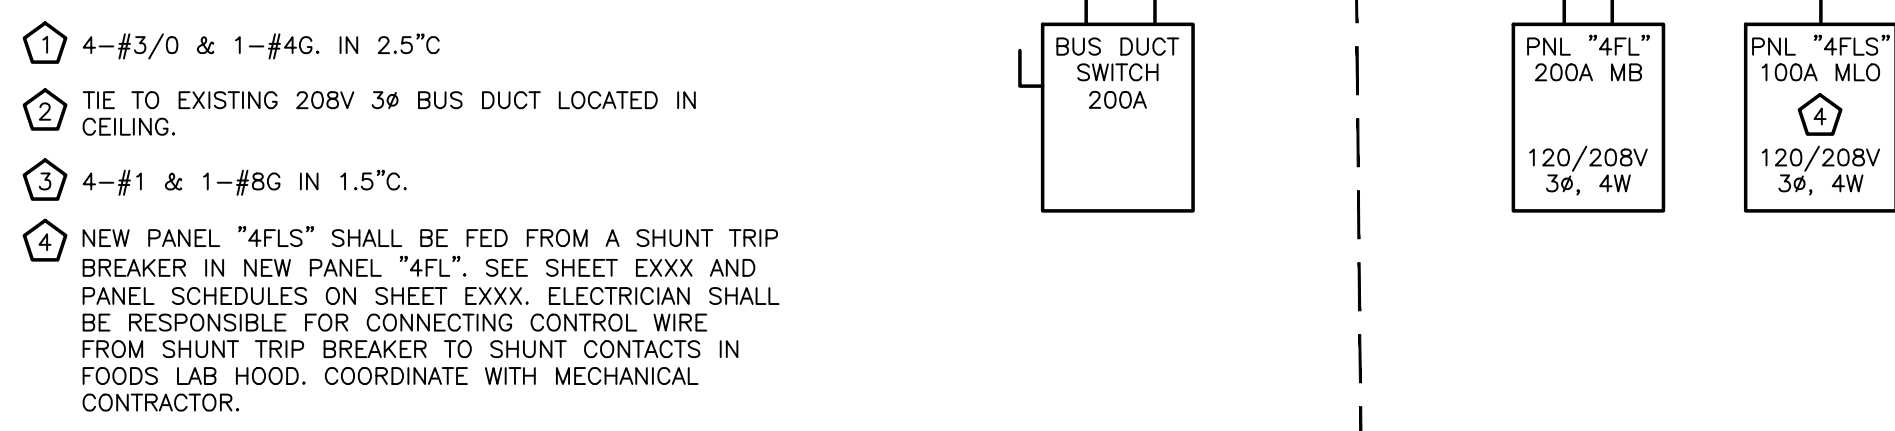 1 4-#3/0 & 1-#4G. IN 2.5"C
2 TIE TO EXISTING 208V 3ø BUS DUCT LOCATED IN
CEILING.
3 4-#1 & 1-#8G IN 1.5"C.
4 NEW PANEL "4FLS" SHALL BE FED FROM A SHUNT TRIP
BREAKER IN NEW PANEL "4FL". SEE SHEET EXXX AND
PANEL SCHEDULES ON SHEET EXXX. ELECTRICIAN SHALL
BE RESPONSIBLE FOR CONNECTING CONTROL WIRE
FROM SHUNT TRIP BREAKER TO SHUNT CONTACTS IN
FOODS LAB HOOD. COORDINATE WITH MECHANICAL
CONTRACTOR.
BUS DUCT
SWITCH
200A
PNL "4FL"
200A MB
120/208V
3ø, 4W
PNL "4FLS"
100A MLO
4
120/208V
3ø, 4W